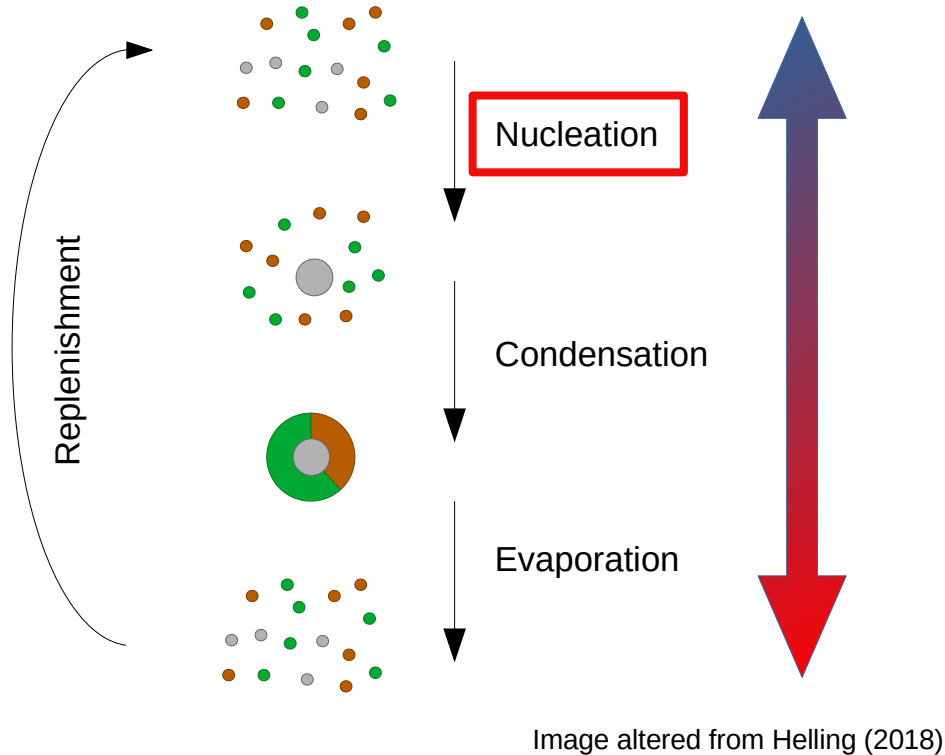 Nucleation
Replenishment
Condensation
Evaporation
Image altered from Helling (2018)